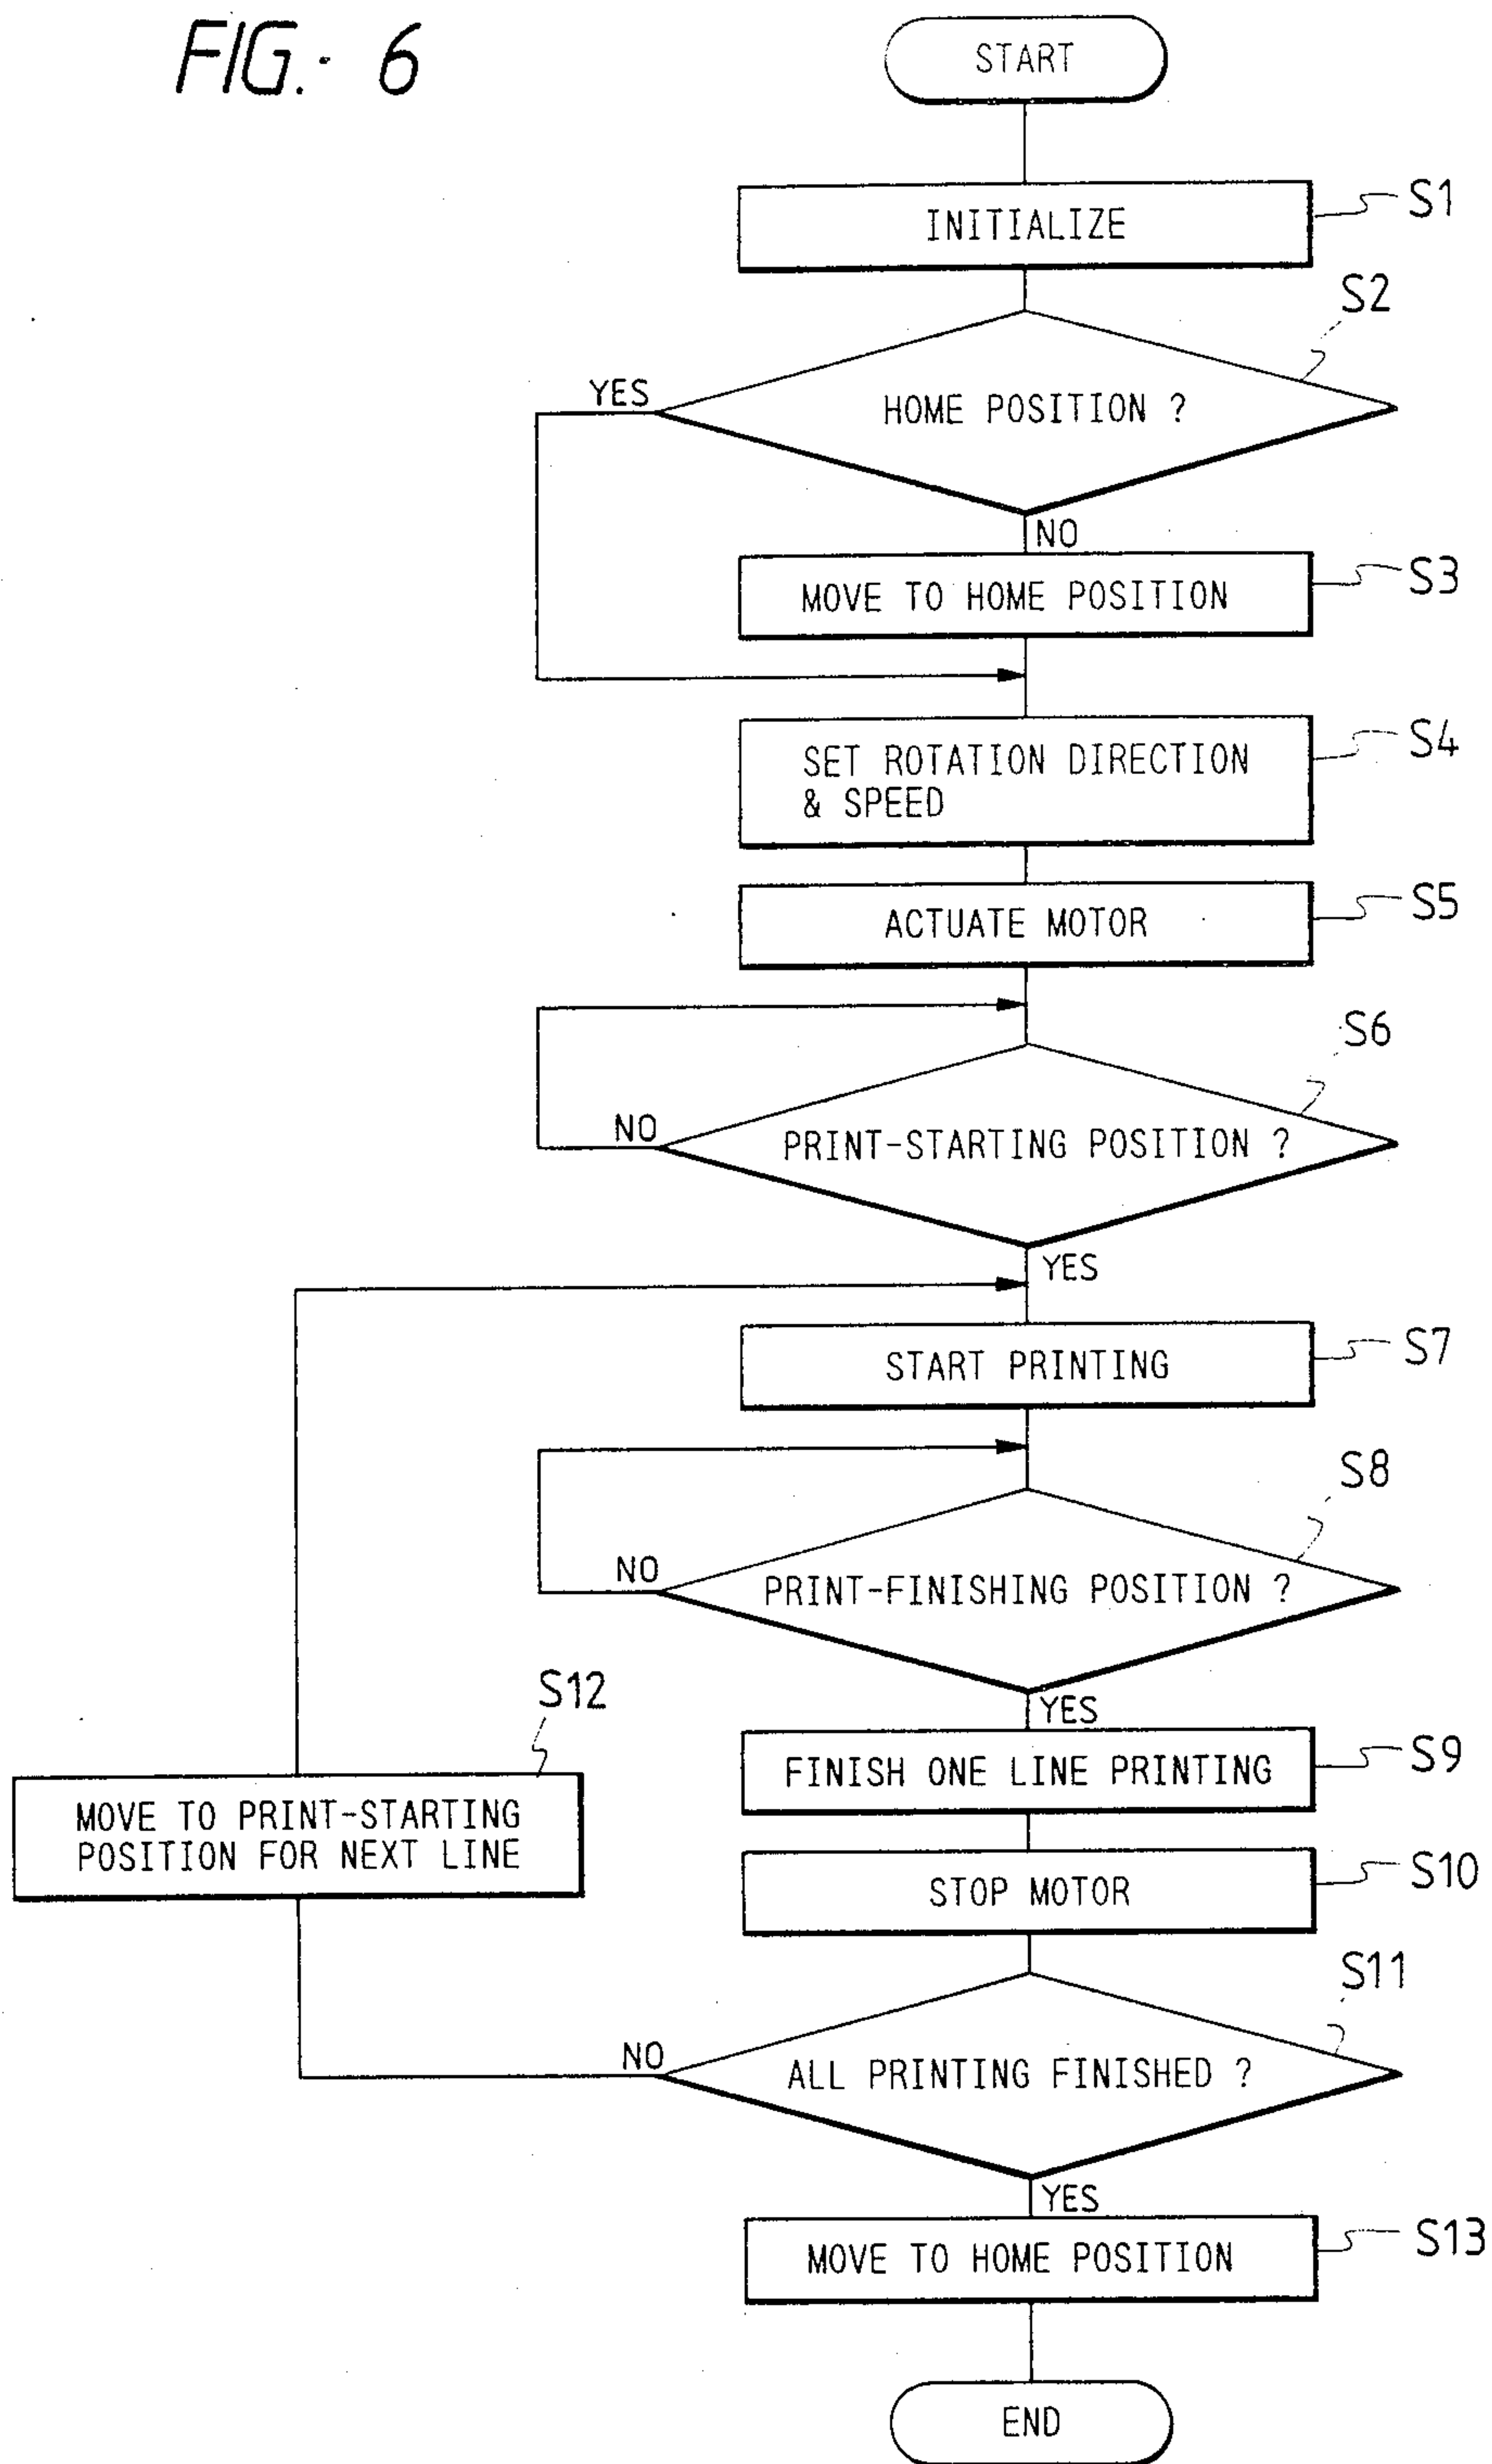 FIG. 6
START
INITIALIZE
S1
S2
YES
HOME POSITION ?
NO
MOVE TO HOME POSITION
S3
SET ROTATION DIRECTION
& SPEED
S4
ACTUATE MOTOR
S5
S6
NO
PRINT-STARTING POSITION ?
YES
START PRINTING
S7
S8
NO
PRINT-FINISHING POSITION ?
YES
FINISH ONE LINE PRINTING
S9
S12
MOVE TO PRINT-STARTING
POSITION FOR NEXT LINE
STOP MOTOR
S10
S11
NO
ALL PRINTING FINISHED ?
YES
MOVE TO HOME POSITION
S13
END